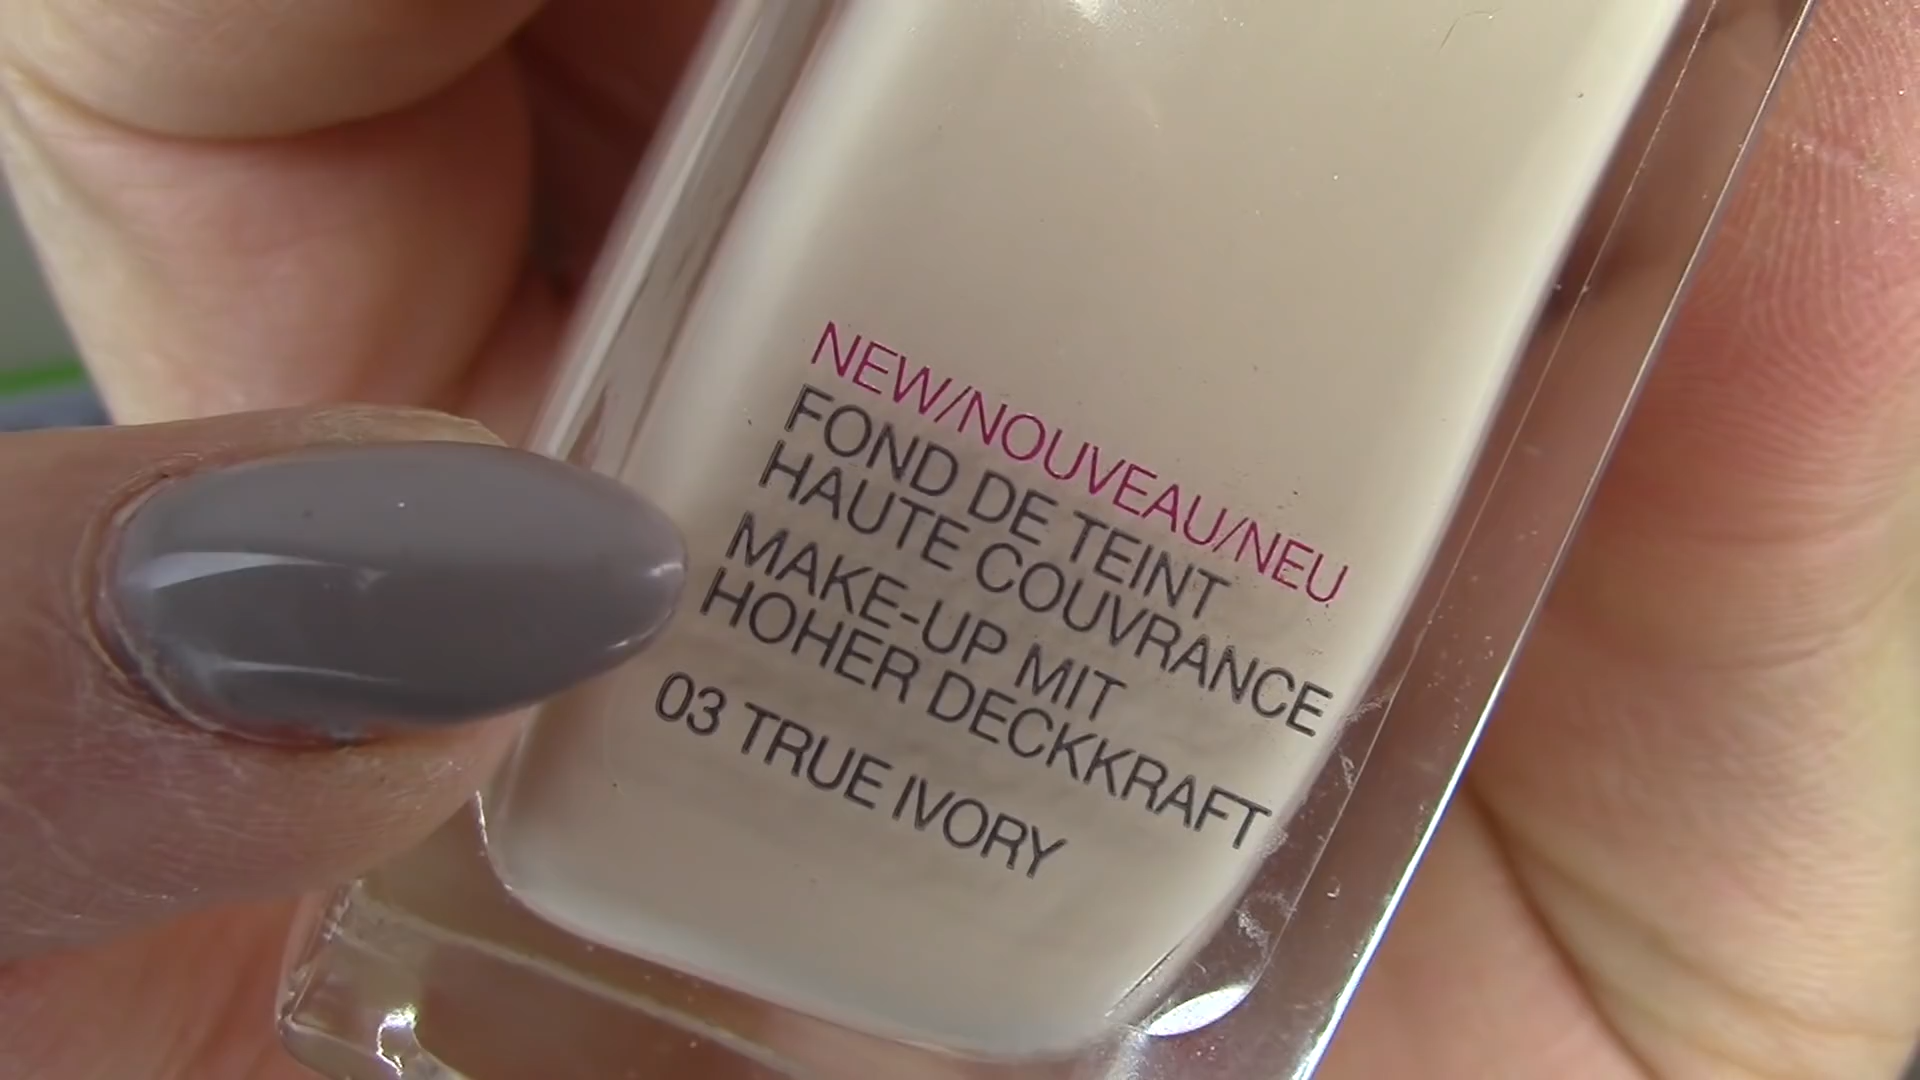 NEW/NOUVEAU/NEU
FOND DE TEINT
HAUTE COUVRANCE
MAKE-UP MIT
HOHER DECKKRAFT
03 TRUE IVORY